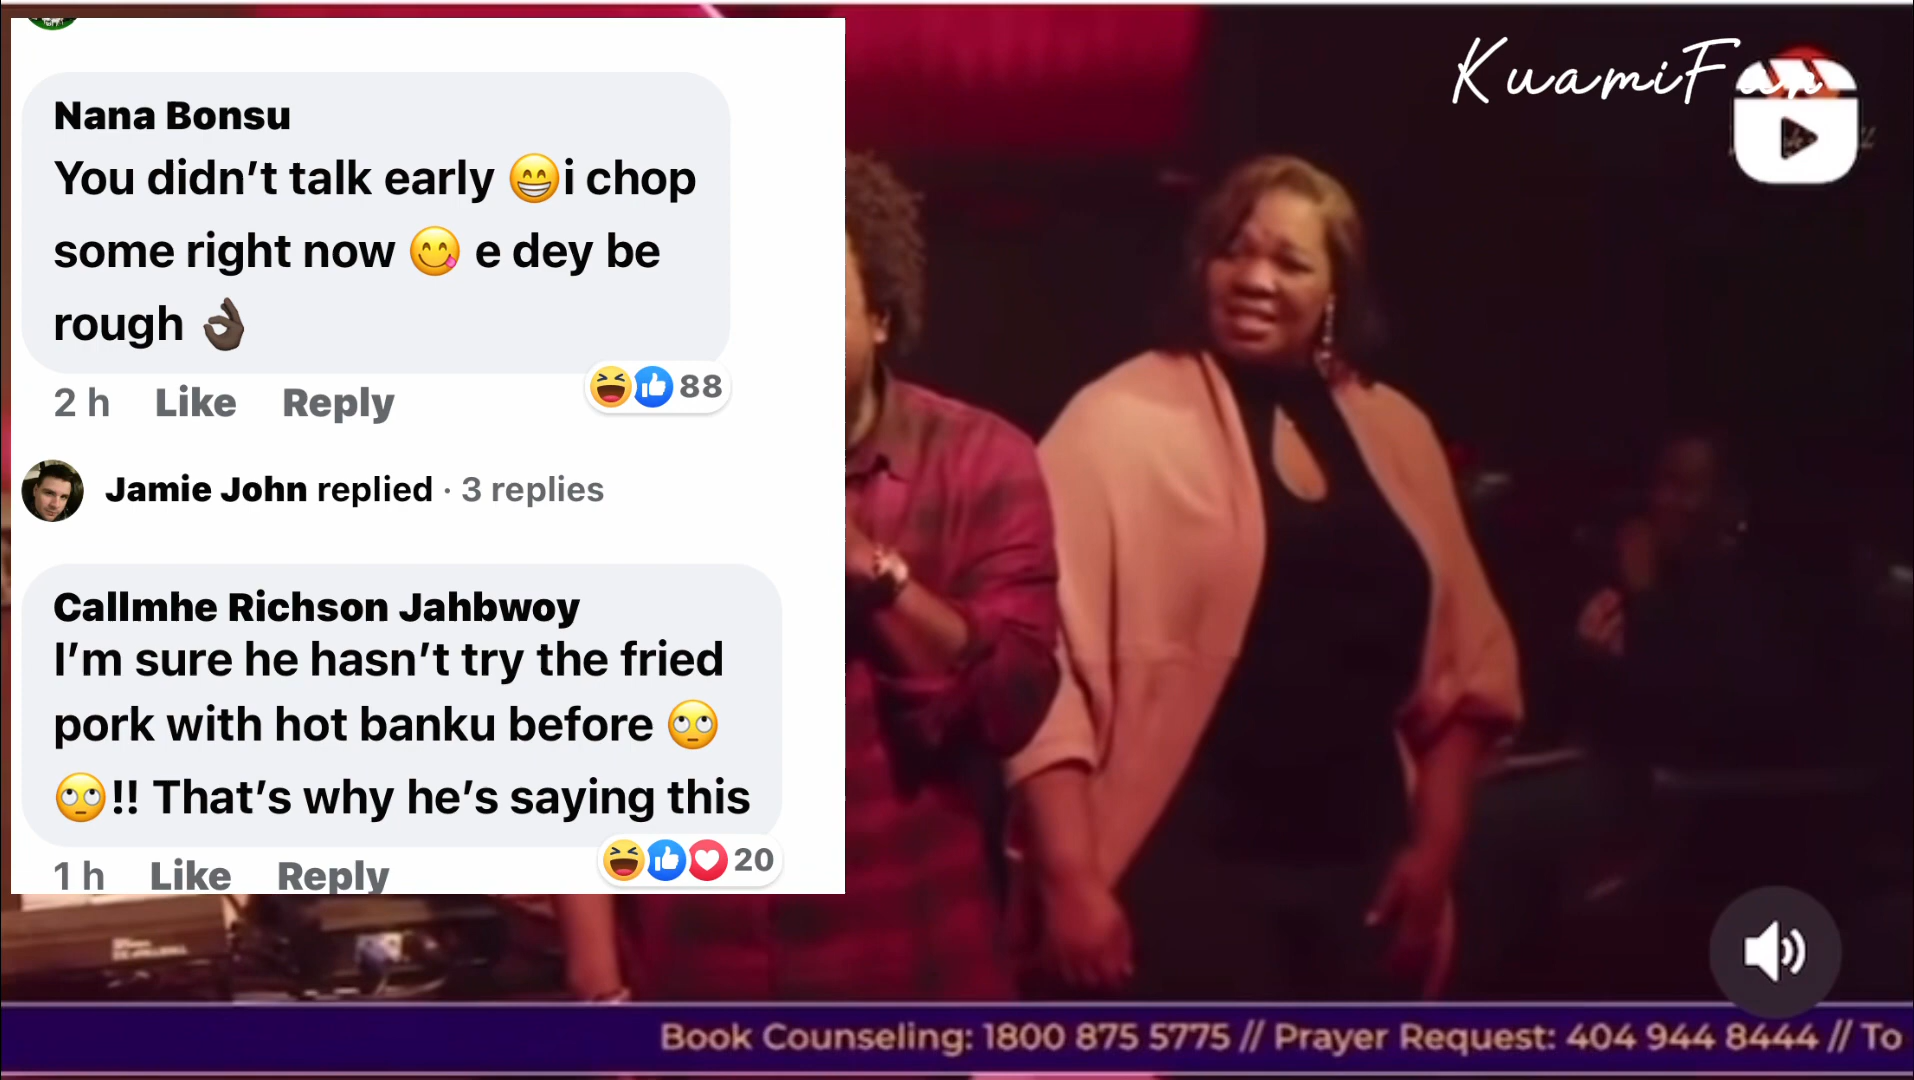 KuamiFan
Nana Bonsu
You didn’t talk early 😁i chop
some right now 😋 e dey be
rough 👌🏿
2 h Like Reply 88
Jamie John replied · 3 replies
Callmhe Richson Jahbwoy
I’m sure he hasn’t try the fried
pork with hot banku before 🙄
🙄!! That’s why he’s saying this
1 h Like Reply 20
Book Counseling: 1800 875 5775 // Prayer Request: 404 944 8444 // To